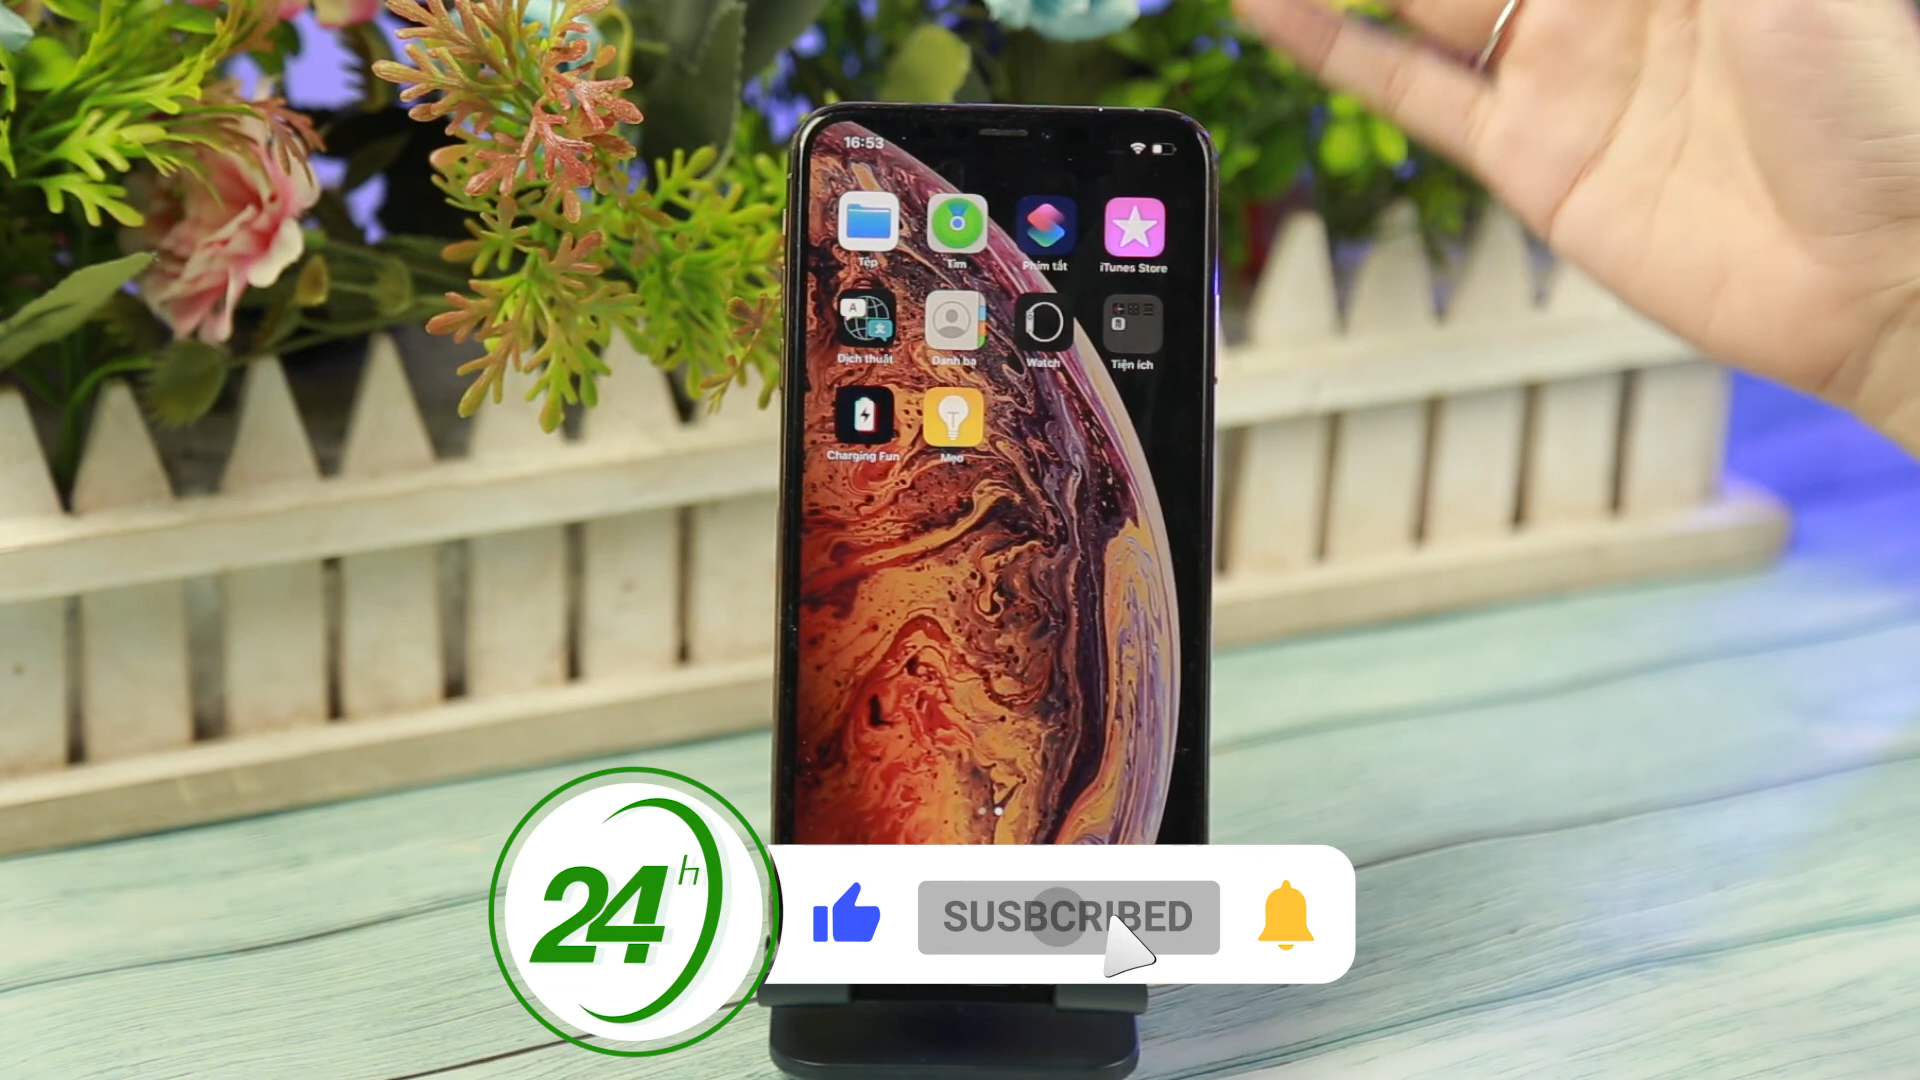 16:53
Tệp
Tìm
Phím tắt
iTunes Store
Dịch thuật
Danh bạ
Watch
Tiện ích
Charging Fun
Mẹo
24h
SUSBCRIBED